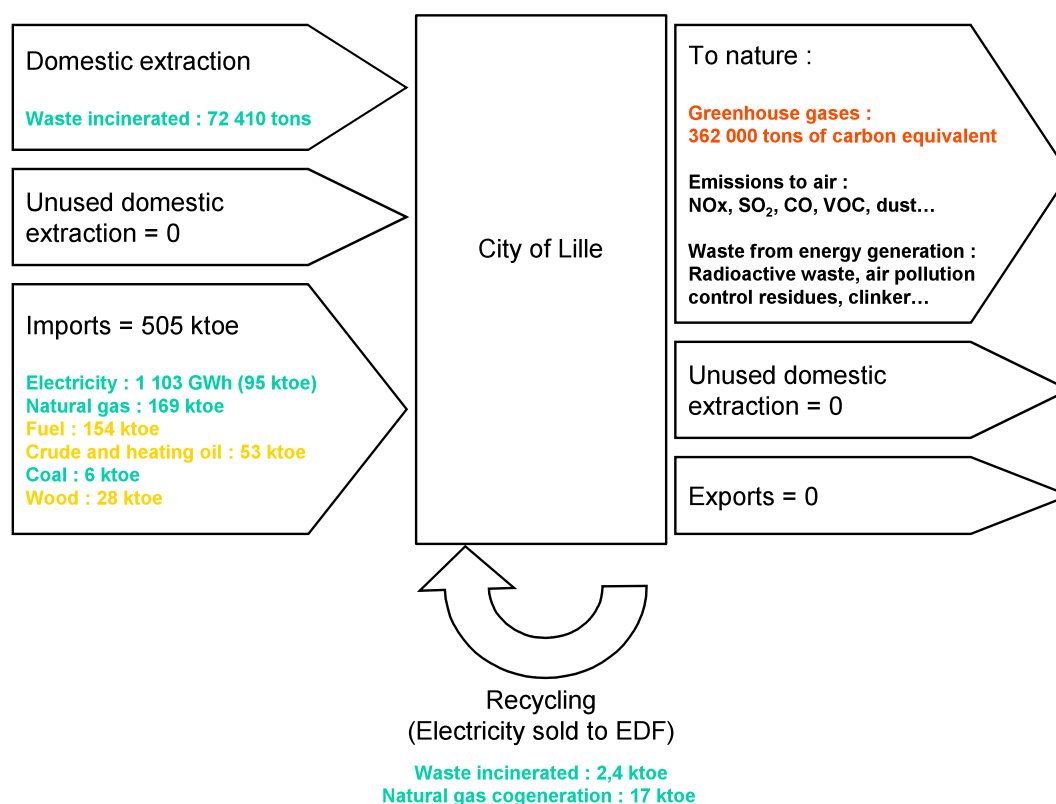 Domestic extraction
Waste incinerated : 72 410 tons
Unused domestic
extraction = 0
Imports = 505 ktoe
Electricity : 1 103 GWh (95 ktoe)
Natural gas : 169 ktoe
Fuel : 154 ktoe
Crude and heating oil : 53 ktoe
Coal : 6 ktoe
Wood : 28 ktoe
City of Lille
To nature :
Greenhouse gases :
362 000 tons of carbon equivalent
Emissions to air :
NOx, SO₂, CO, VOC, dust…
Waste from energy generation :
Radioactive waste, air pollution
control residues, clinker…
Unused domestic
extraction = 0
Exports = 0
Recycling
(Electricity sold to EDF)
Waste incinerated : 2,4 ktoe
Natural gas cogeneration : 17 ktoe